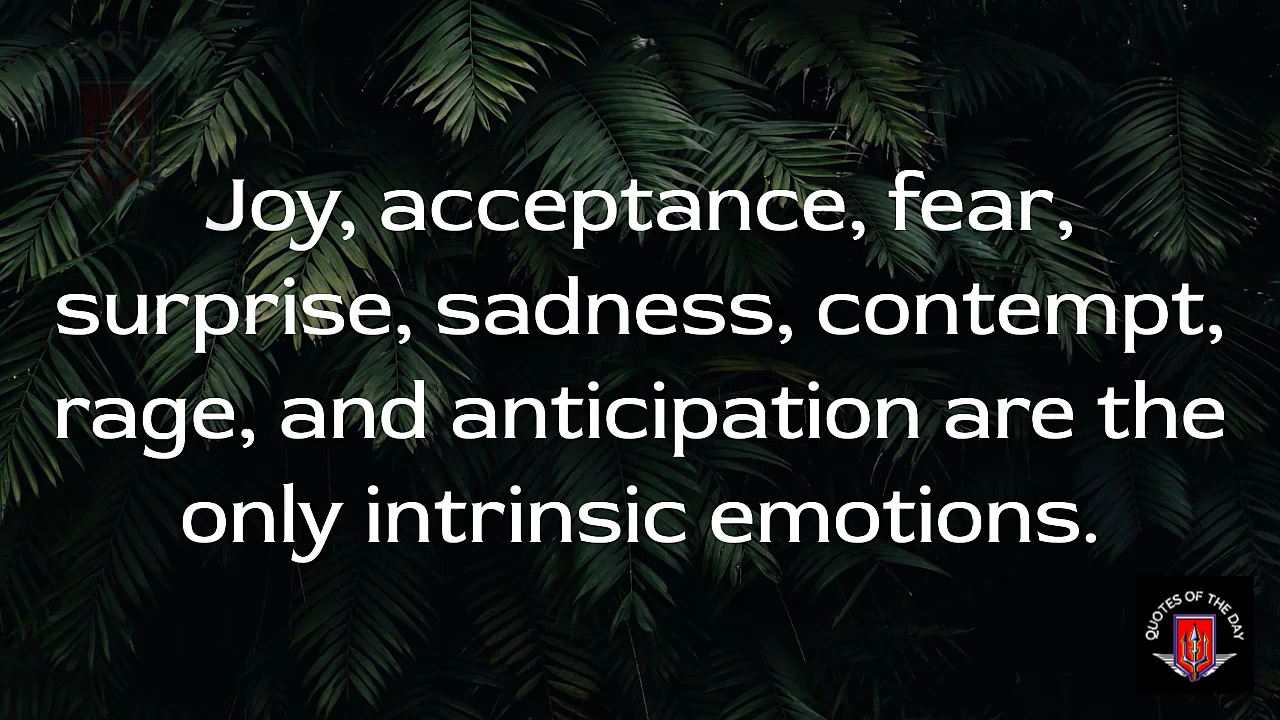 Joy, acceptance, fear,
surprise, sadness, contempt,
rage, and anticipation are the
only intrinsic emotions.
QUOTES OF THE DAY